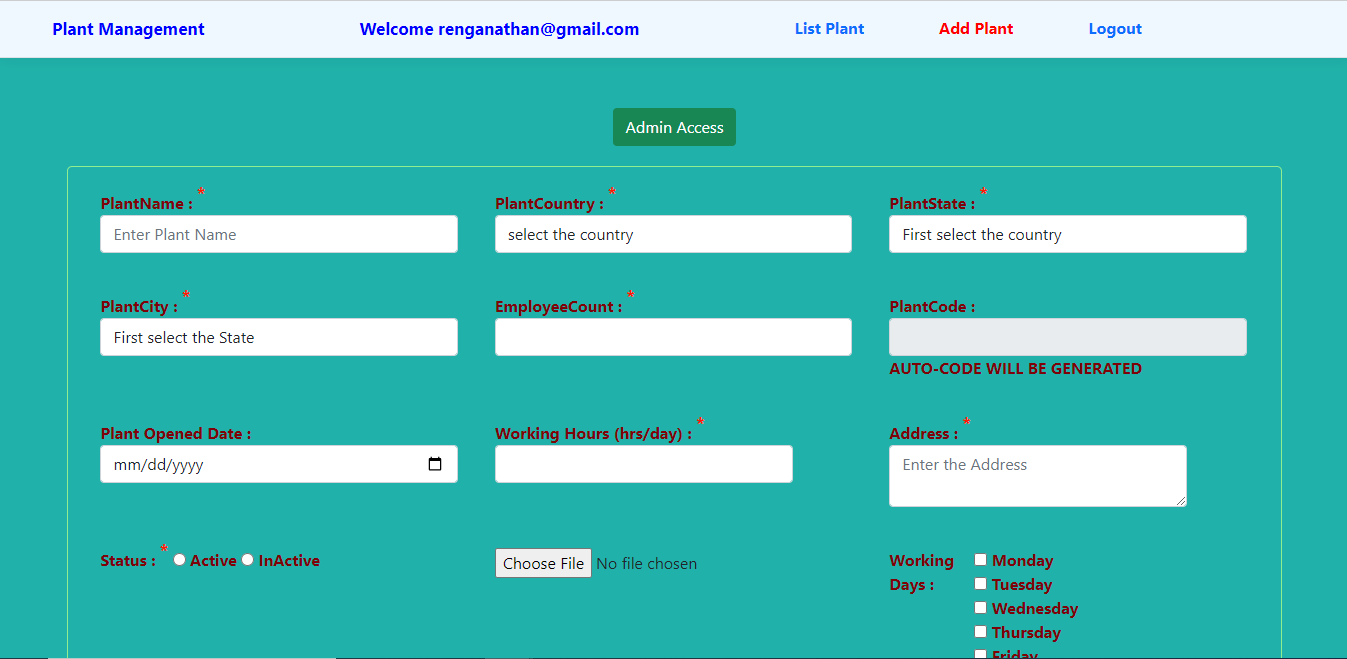 Plant Management Welcome renganathan@gmail.com List Plant Add Plant Logout
Admin Access
PlantName : * PlantCountry : * PlantState : *
Enter Plant Name select the country First select the country
PlantCity : * EmployeeCount : * PlantCode :
First select the State
AUTO-CODE WILL BE GENERATED
Plant Opened Date : Working Hours (hrs/day) : * Address : *
mm/dd/yyyy Enter the Address
Status : * Active InActive Choose File No file chosen Working Days : Monday
Tuesday
Wednesday
Thursday
Friday